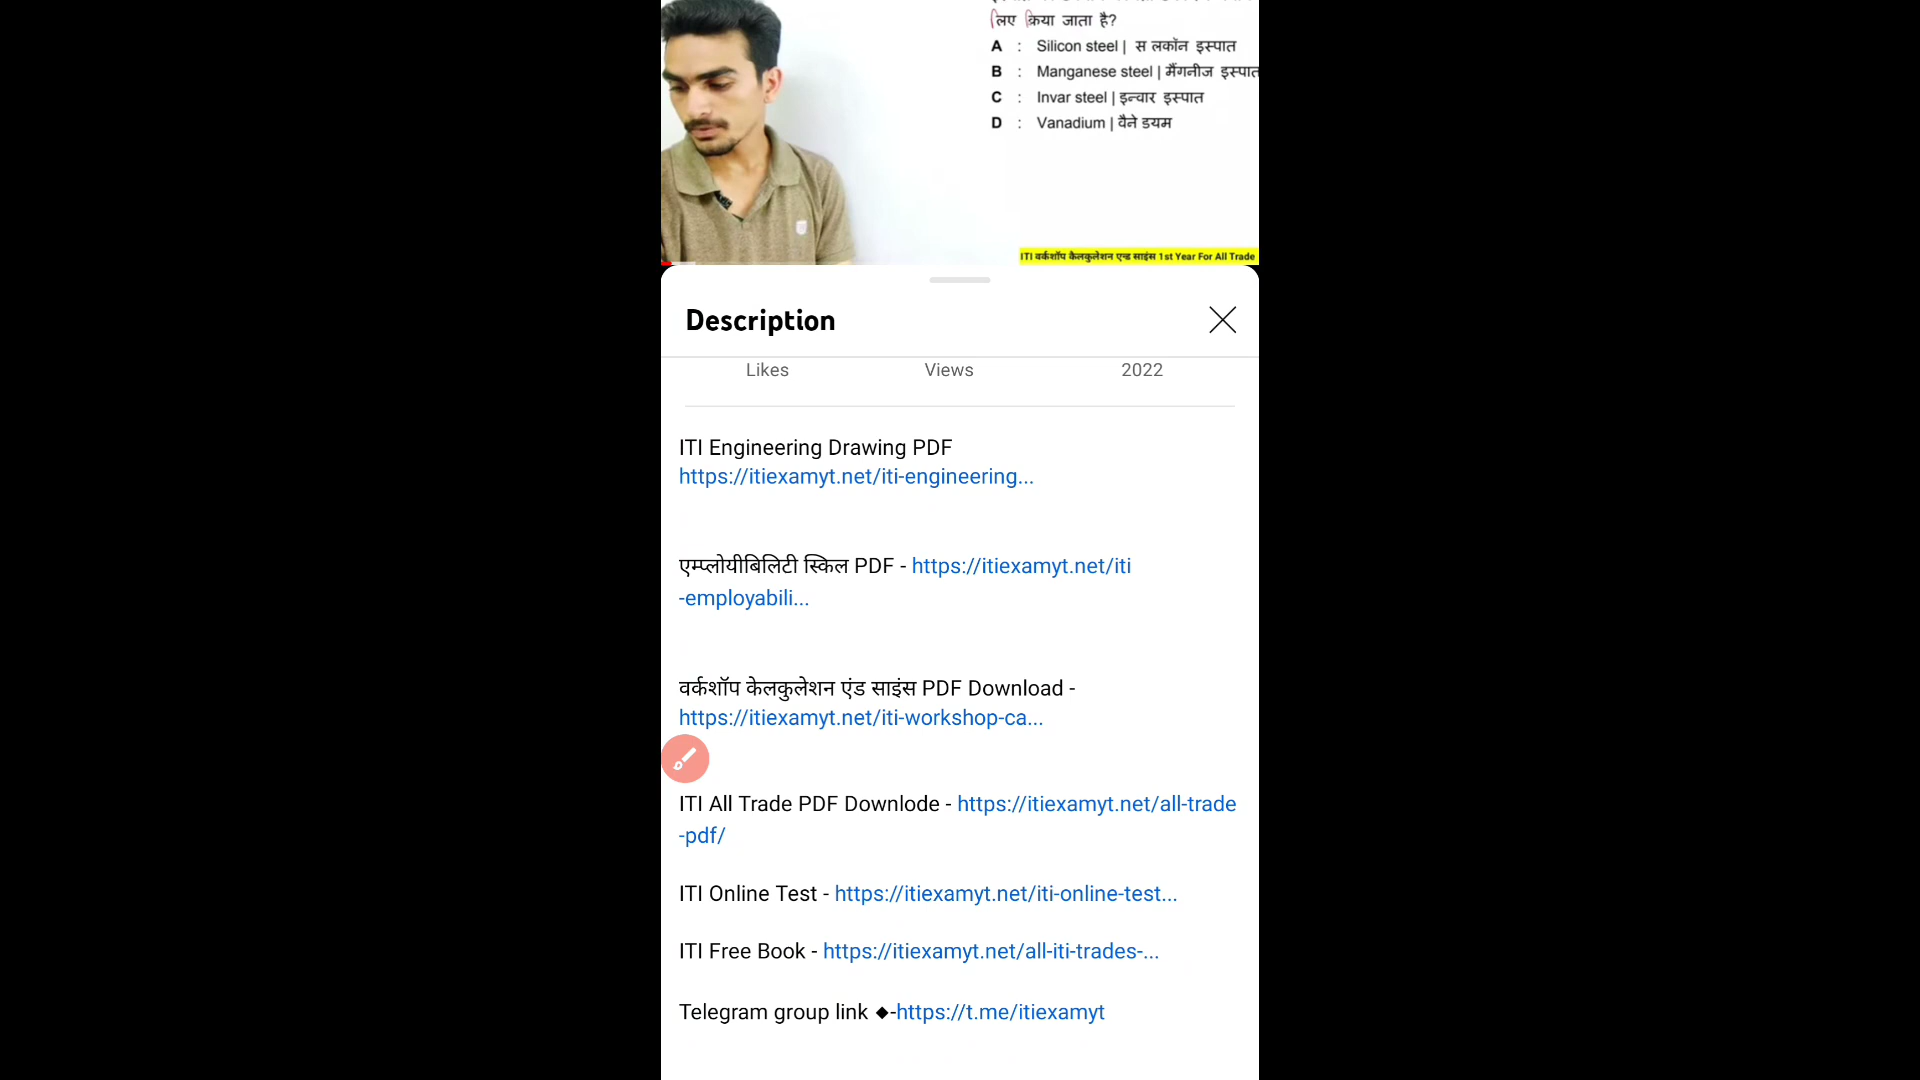 लिए किया जाता है?
A : Silicon steel | स लकॉन इस्पात
B : Manganese steel | मैंगनीज इस्पात
C : Invar steel | इन्वार इस्पात
D : Vanadium | वैने डयम
ITI वर्कशॉप कैलकुलेशन एन्ड साइंस 1st Year For All Trade
Description
Likes Views 2022
ITI Engineering Drawing PDF
https://itiexamyt.net/iti-engineering...
एम्प्लोयीबिलिटी स्किल PDF - https://itiexamyt.net/iti
-employabili...
वर्कशॉप केलकुलेशन एंड साइंस PDF Download -
https://itiexamyt.net/iti-workshop-ca...
ITI All Trade PDF Downlode - https://itiexamyt.net/all-trade
-pdf/
ITI Online Test - https://itiexamyt.net/iti-online-test...
ITI Free Book - https://itiexamyt.net/all-iti-trades-...
Telegram group link ◆-https://t.me/itiexamyt